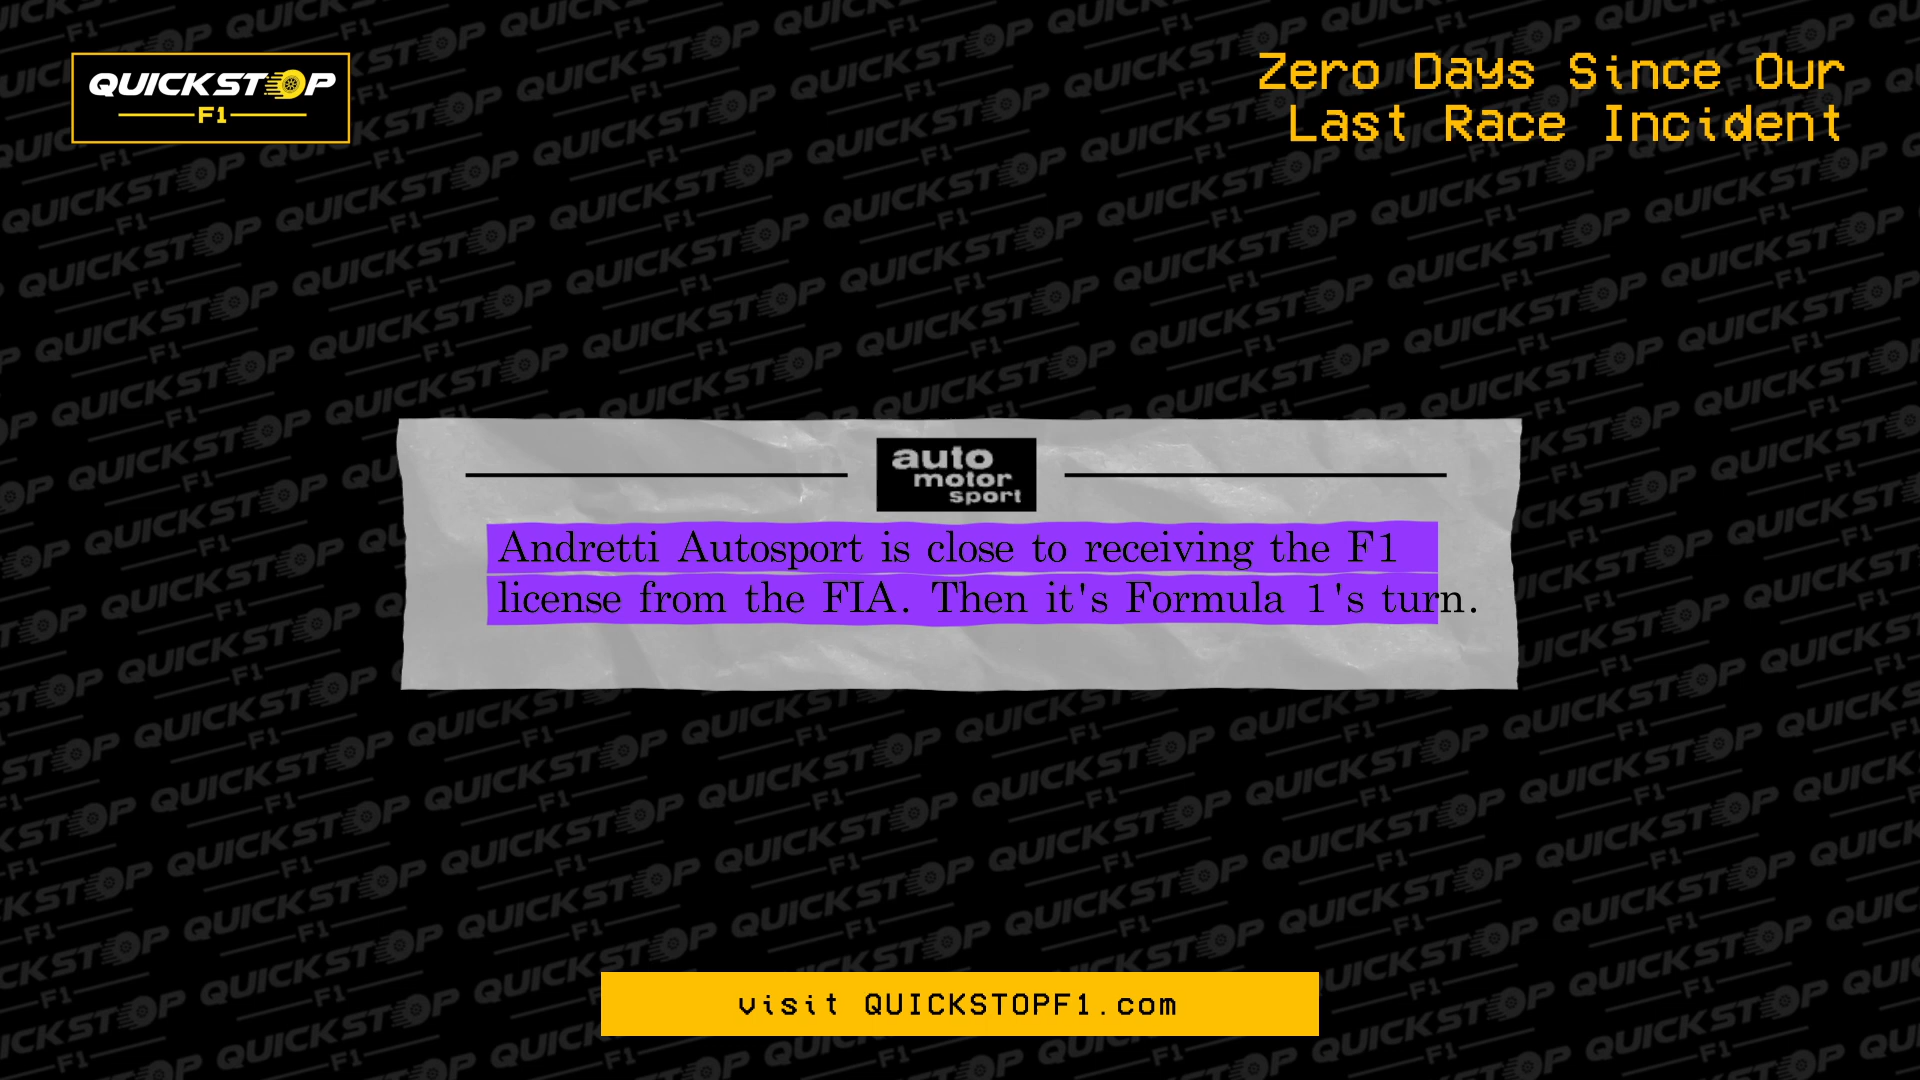 QUICKSTOP
F1
Zero Days Since Our
Last Race Incident
auto
motor
sport
Andretti Autosport is close to receiving the F1
license from the FIA. Then it's Formula 1's turn.
visit QUICKSTOPF1.com